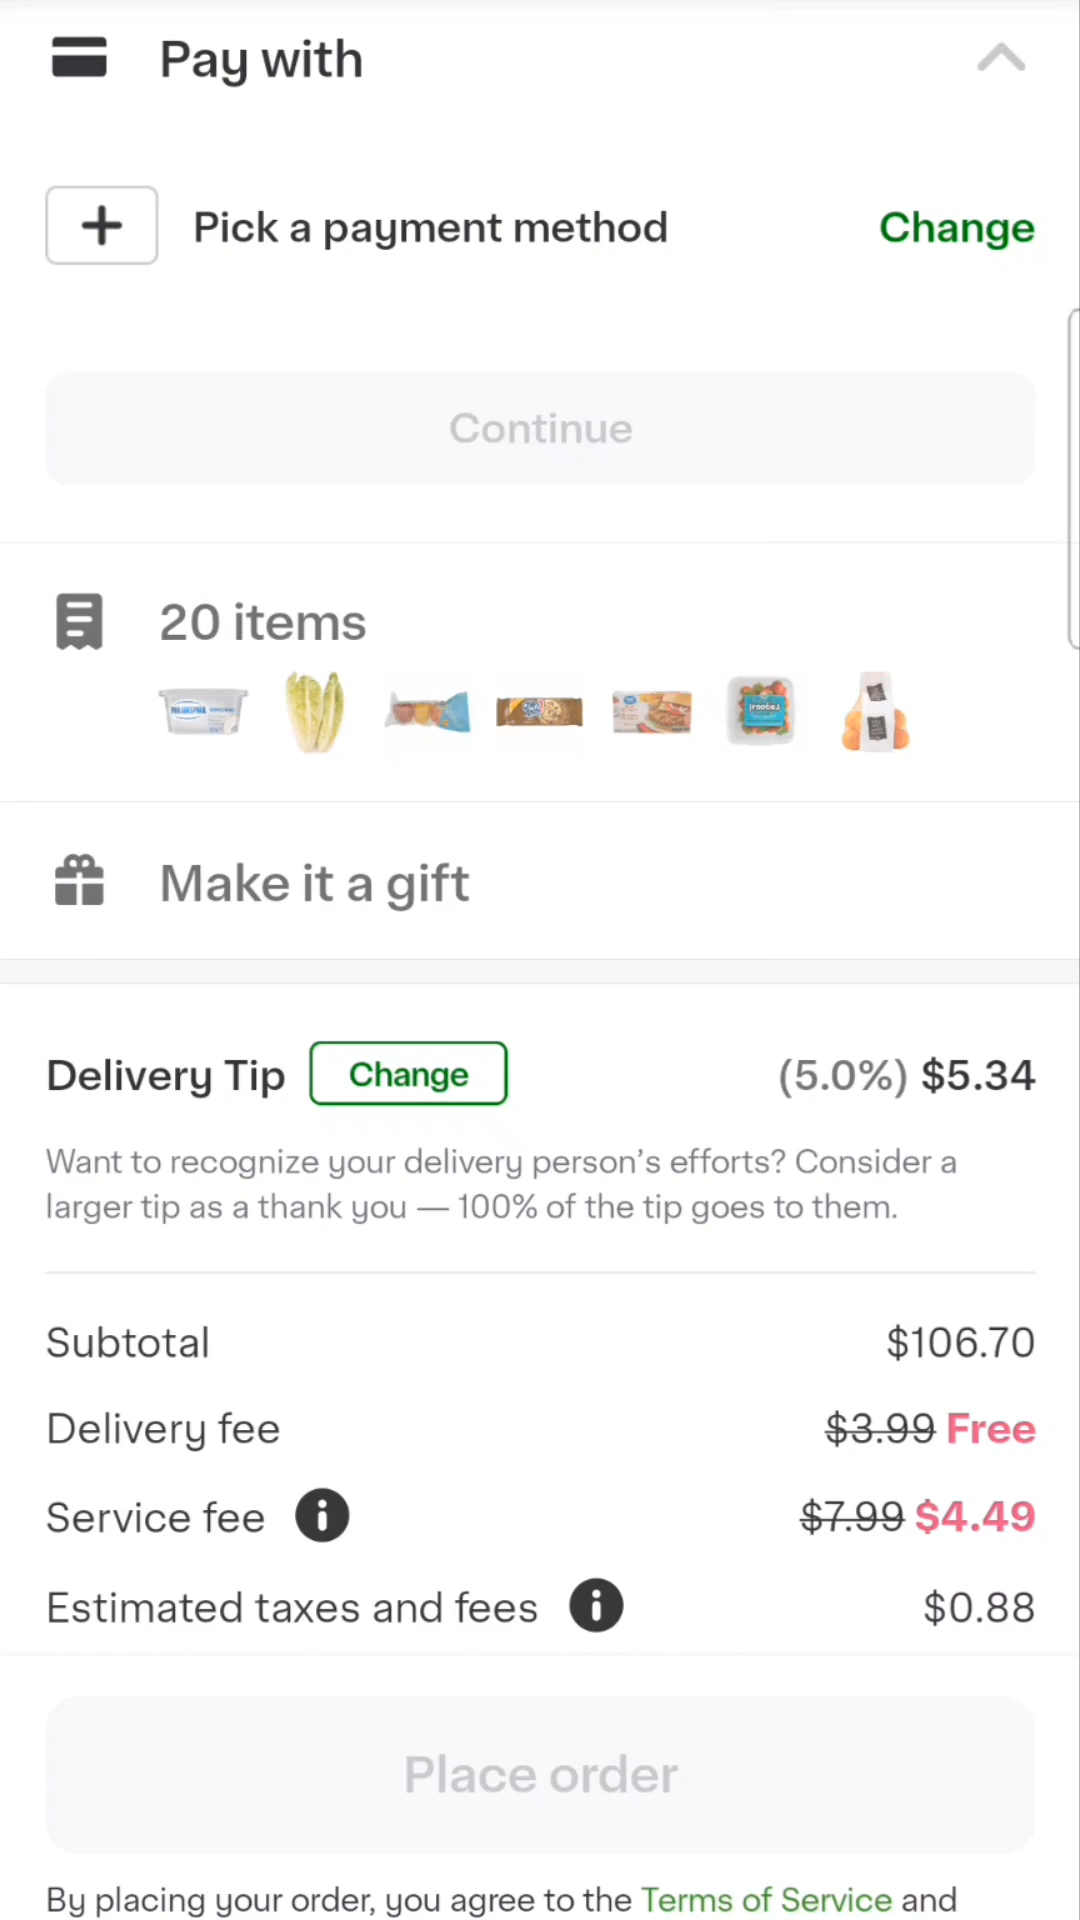 Pay with
Pick a payment method
Change
Continue
20 items
PHILADELPHIA
frooties
Make it a gift
Delivery Tip Change (5.0%) $5.34
Want to recognize your delivery person's efforts? Consider a
larger tip as a thank you — 100% of the tip goes to them.
Subtotal $106.70
Delivery fee $3.99 Free
Service fee $7.99 $4.49
Estimated taxes and fees $0.88
Place order
By placing your order, you agree to the Terms of Service and